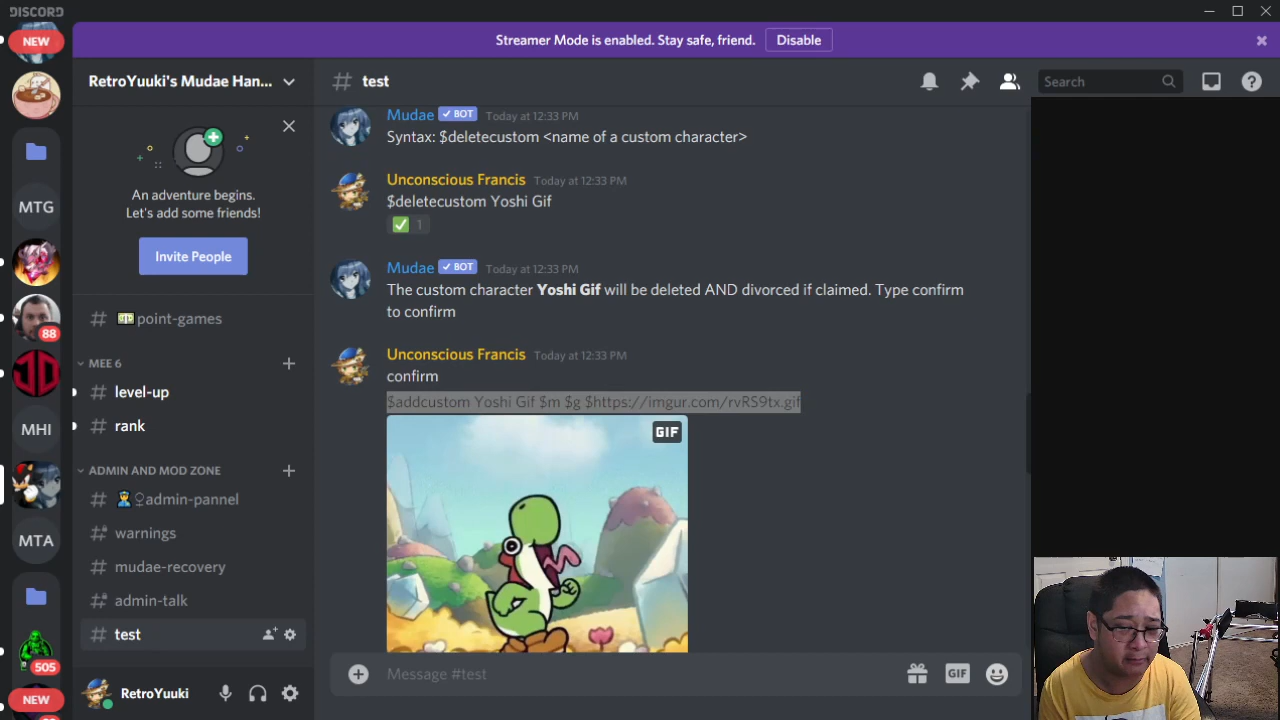 DISCORD
NEW
MTG
88
MHI
MTA
505
NEW
Streamer Mode is enabled. Stay safe, friend.
Disable
RetroYuuki's Mudae Han...
An adventure begins.
Let's add some friends!
Invite People
point-games
MEE 6
level-up
rank
ADMIN AND MOD ZONE
admin-pannel
warnings
mudae-recovery
admin-talk
test
RetroYuuki
test
Search
Mudae BOT Today at 12:33 PM
Syntax: $deletecustom <name of a custom character>
Unconscious Francis Today at 12:33 PM
$deletecustom Yoshi Gif
1
Mudae BOT Today at 12:33 PM
The custom character Yoshi Gif will be deleted AND divorced if claimed. Type confirm
to confirm
Unconscious Francis Today at 12:33 PM
confirm
$addcustom Yoshi Gif $m $g $https://imgur.com/rvRS9tx.gif
GIF
Message #test
GIF